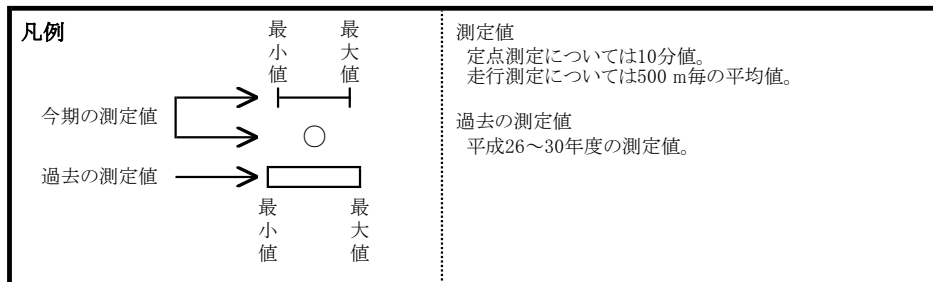 凡例
最小値
最大値
今期の測定値
過去の測定値
最小値
最大値
測定値
定点測定については10分値。
走行測定については500 m毎の平均値。
過去の測定値
平成26～30年度の測定値。